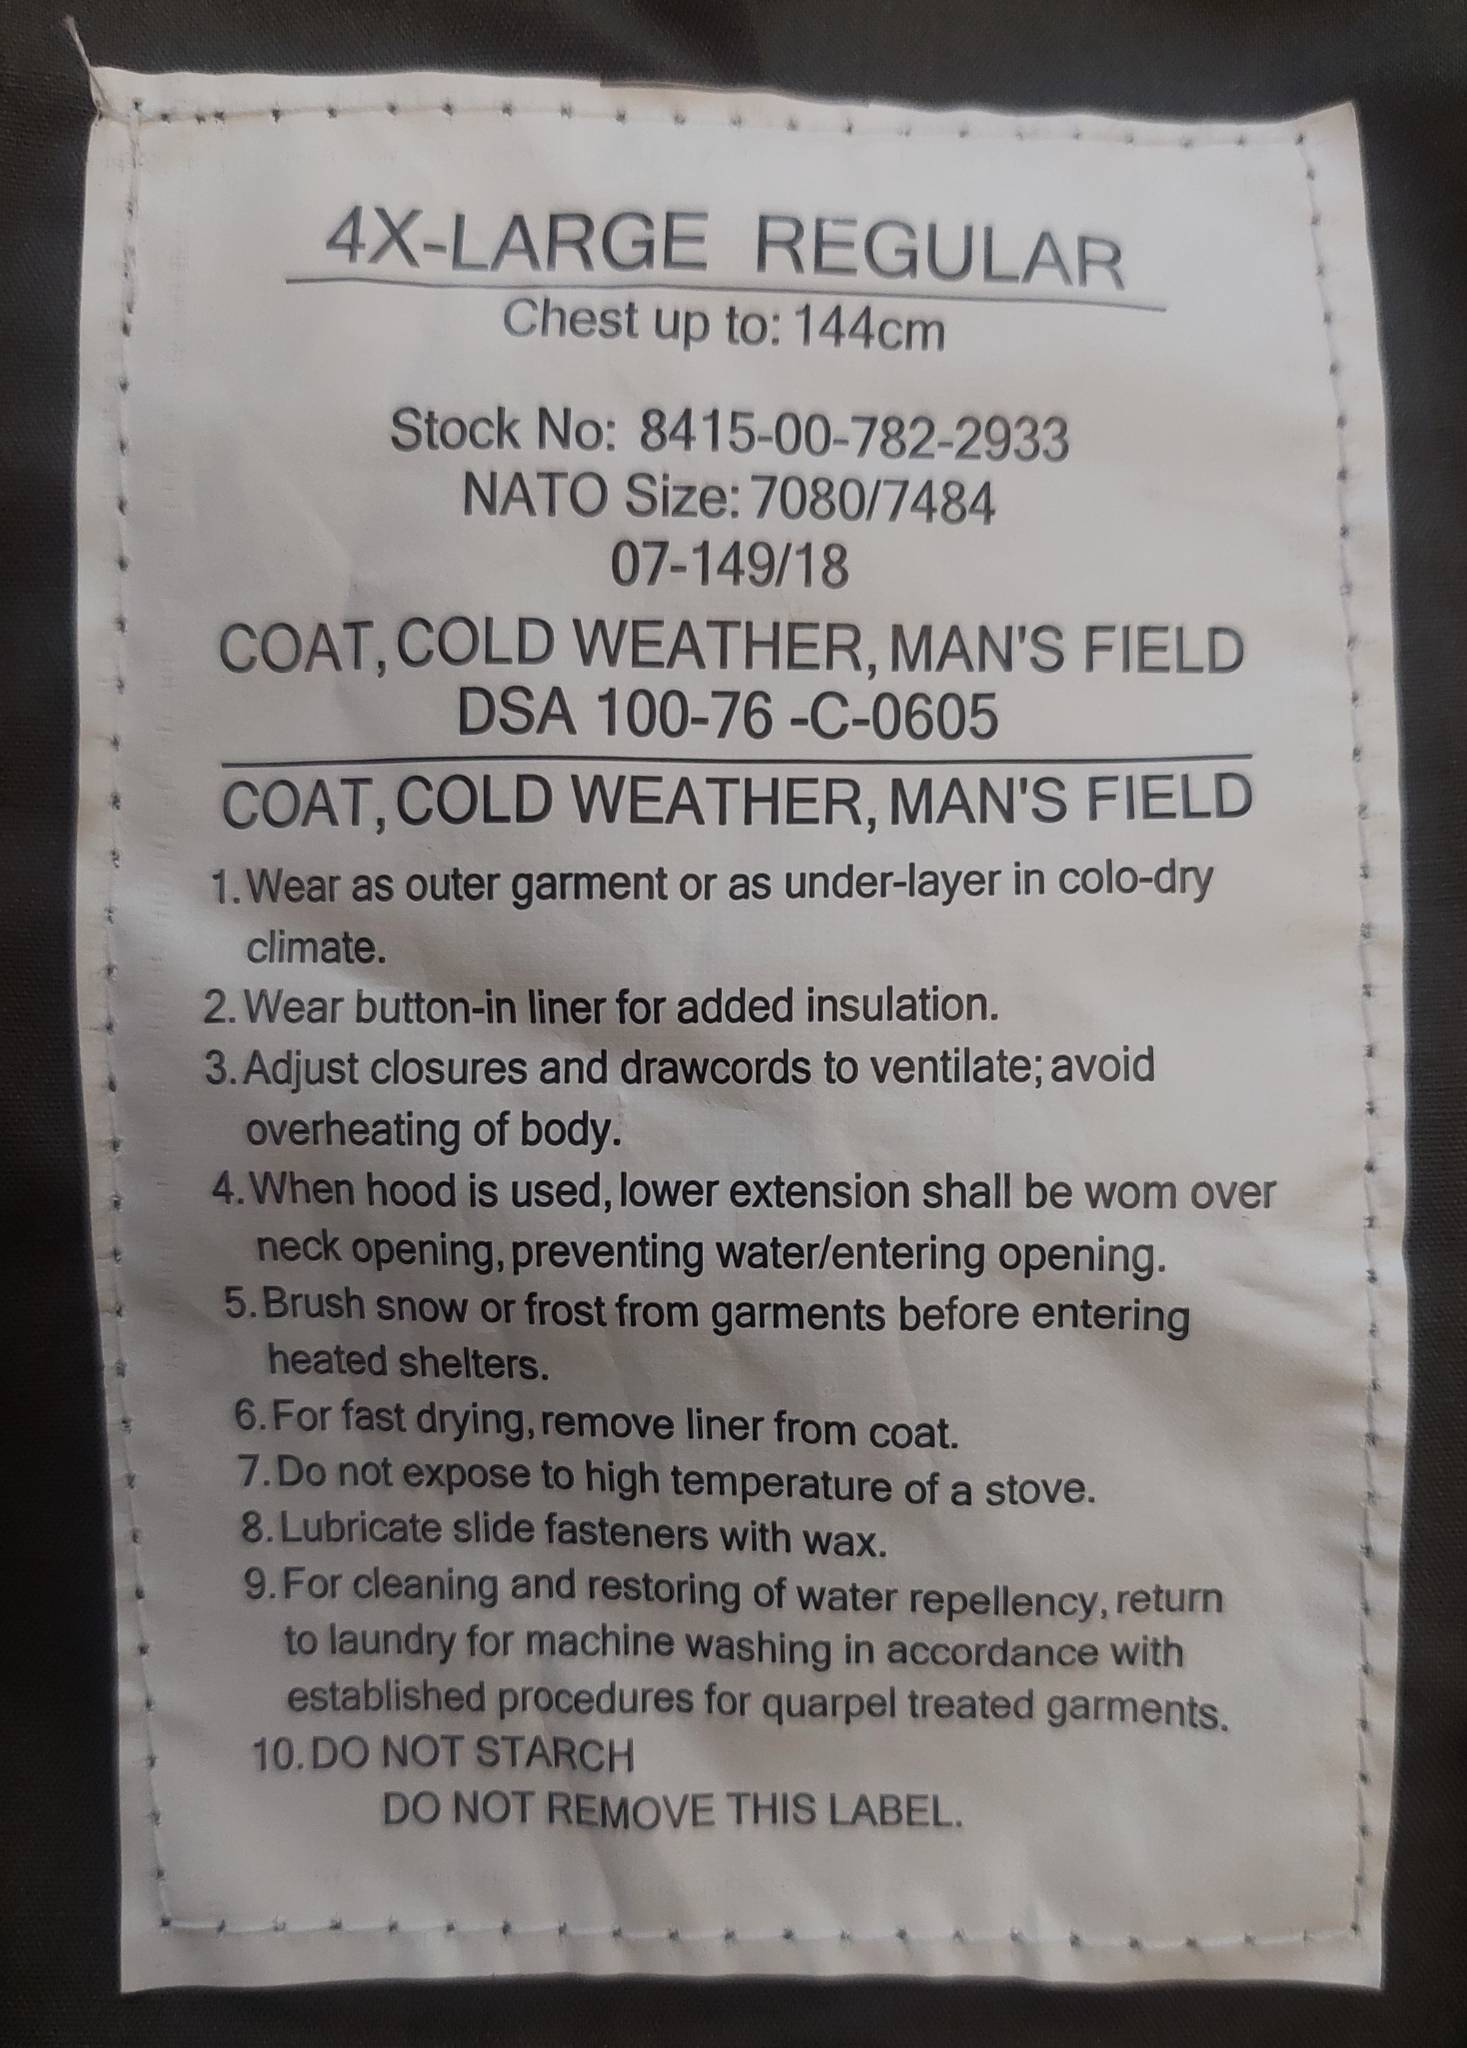 4X-LARGE REGULAR
Chest up to: 144cm
Stock No: 8415-00-782-2933
NATO Size: 7080/7484
07-149/18
COAT, COLD WEATHER, MAN'S FIELD
DSA 100-76 -C-0605
COAT, COLD WEATHER, MAN'S FIELD
1. Wear as outer garment or as under-layer in colo-dry
climate.
2. Wear button-in liner for added insulation.
3. Adjust closures and drawcords to ventilate; avoid
overheating of body.
4. When hood is used, lower extension shall be wom over
neck opening, preventing water/entering opening.
5. Brush snow or frost from garments before entering
heated shelters.
6. For fast drying, remove liner from coat.
7. Do not expose to high temperature of a stove.
8. Lubricate slide fasteners with wax.
9. For cleaning and restoring of water repellency, return
to laundry for machine washing in accordance with
established procedures for quarpel treated garments.
10. DO NOT STARCH
DO NOT REMOVE THIS LABEL.